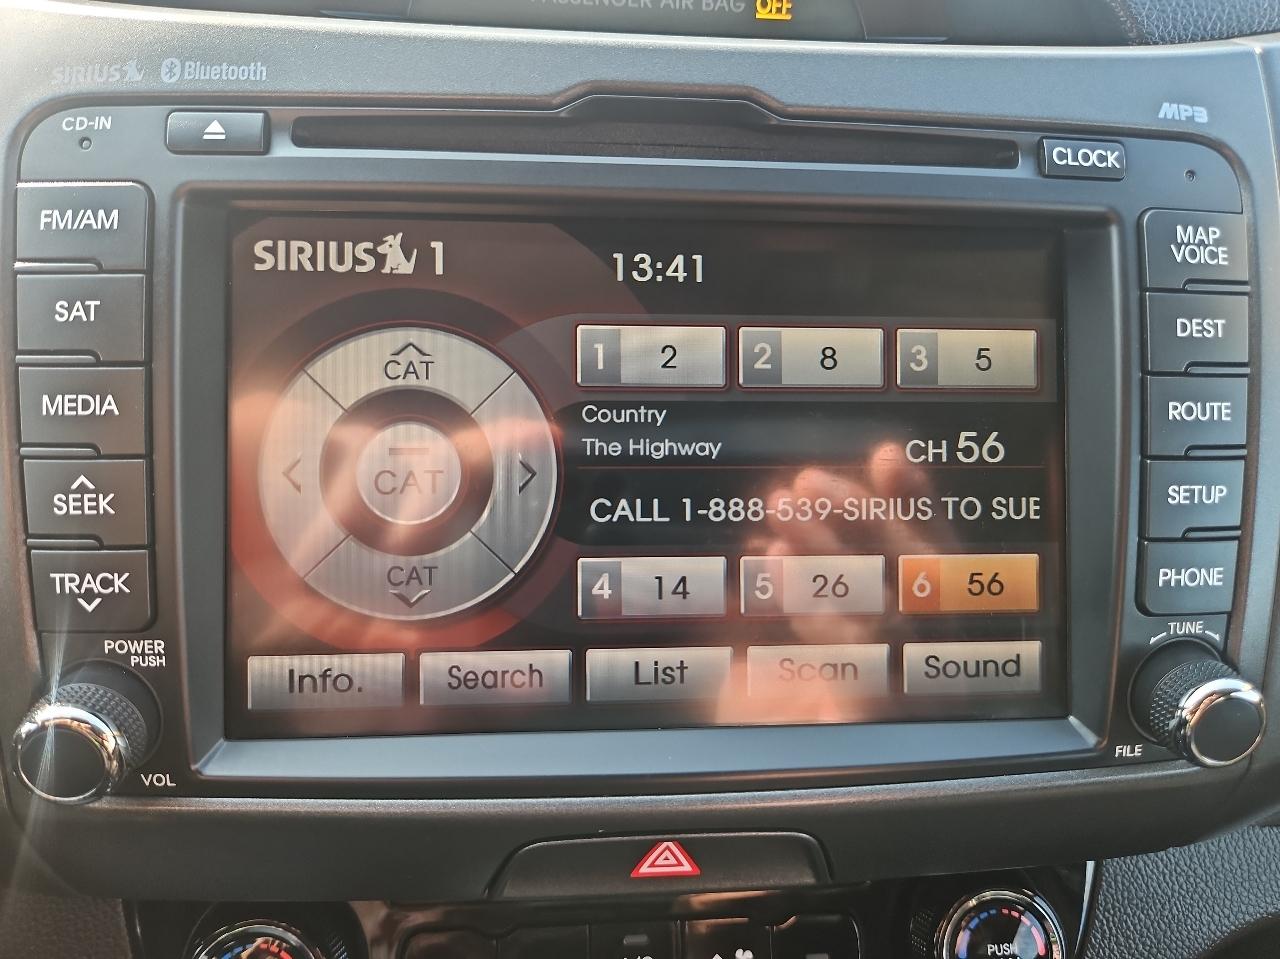 PASSENGER AIR BAG OFF
SIRIUS Bluetooth
MP3
CD-IN
CLOCK
FM/AM
SAT
MEDIA
SEEK
TRACK
POWER
PUSH
VOL
SIRIUS 1
13:41
CAT
CAT
CAT
1 2
2 8
3 5
Country
The Highway
CH 56
CALL 1-888-539-SIRIUS TO SUE
4 14
5 26
6 56
Info.
Search
List
Scan
Sound
MAP
VOICE
DEST
ROUTE
SETUP
PHONE
TUNE
FILE
PUSH